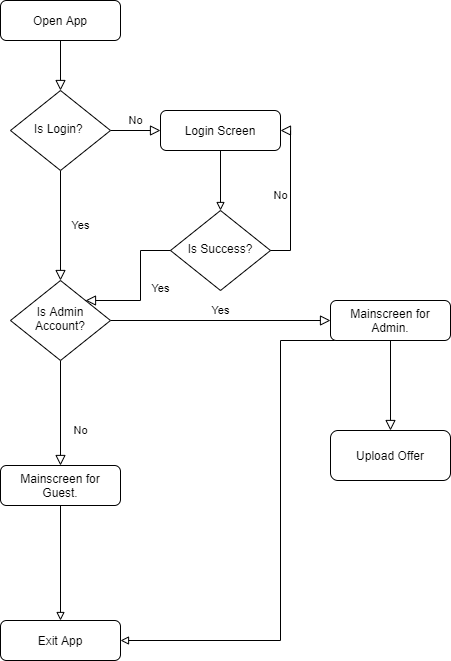 Open App
Is Login?
No
Login Screen
No
Yes
Is Success?
Yes
Is Admin
Account?
Yes
Mainscreen for
Admin.
No
Upload Offer
Mainscreen for
Guest.
Exit App